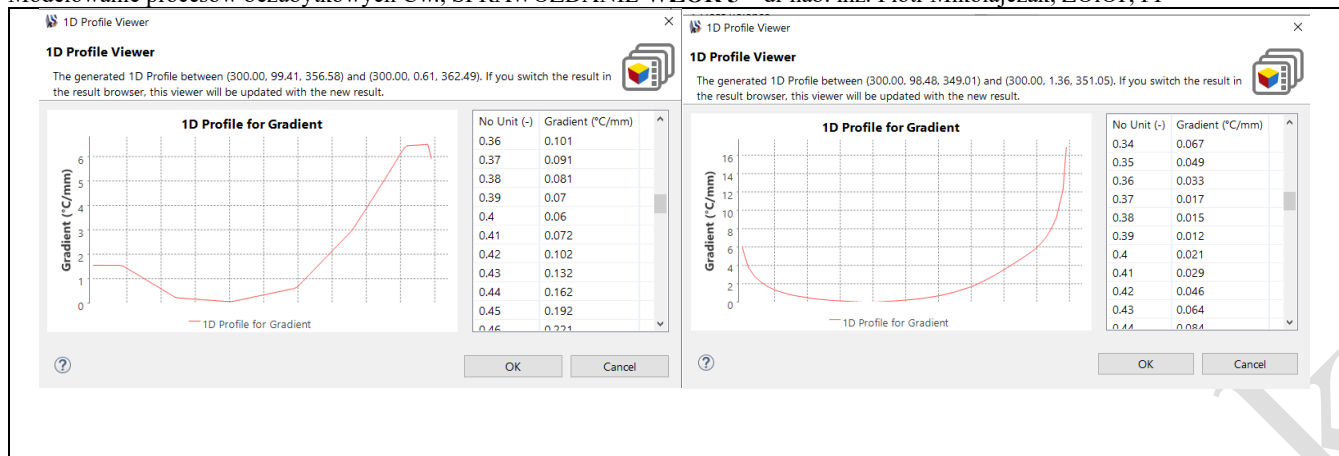 1D Profile Viewer
1D Profile Viewer
The generated 1D Profile between (300.00, 99.41, 356.58) and (300.00, 0.61, 362.49). If you switch the result in
the result browser, this viewer will be updated with the new result.
1D Profile for Gradient
Gradient (°C/mm)
6
5
4
3
2
1
0
1D Profile for Gradient
No Unit (-) Gradient (°C/mm)
0.36 0.101
0.37 0.091
0.38 0.081
0.39 0.07
0.4 0.06
0.41 0.072
0.42 0.102
0.43 0.132
0.44 0.162
0.45 0.192
0.46 0.221
OK Cancel
1D Profile Viewer
1D Profile Viewer
The generated 1D Profile between (300.00, 98.48, 349.01) and (300.00, 1.36, 351.05). If you switch the result in
the result browser, this viewer will be updated with the new result.
1D Profile for Gradient
Gradient (°C/mm)
16
14
12
10
8
6
4
2
0
1D Profile for Gradient
No Unit (-) Gradient (°C/mm)
0.34 0.067
0.35 0.049
0.36 0.033
0.37 0.017
0.38 0.015
0.39 0.012
0.4 0.021
0.41 0.029
0.42 0.046
0.43 0.064
0.44 0.084
OK Cancel